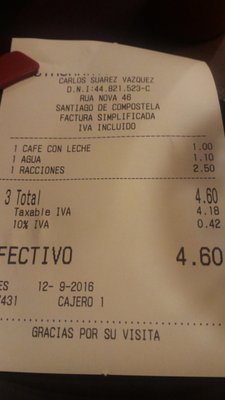 CARLOS SUAREZ VAZQUEZ
D.N.I:44.821.523-C
RUA NOVA 46
SANTIAGO DE COMPOSTELA
FACTURA SIMPLIFICADA
IVA INCLUIDO
1 CAFE CON LECHE 1.00
1 AGUA 1.10
1 RACCIONES 2.50
3 Total 4.60
Taxable IVA 4.18
10% IVA 0.42
FECTIVO 4.60
ES 12- 9-2016
7431 CAJERO 1
GRACIAS POR SU VISITA